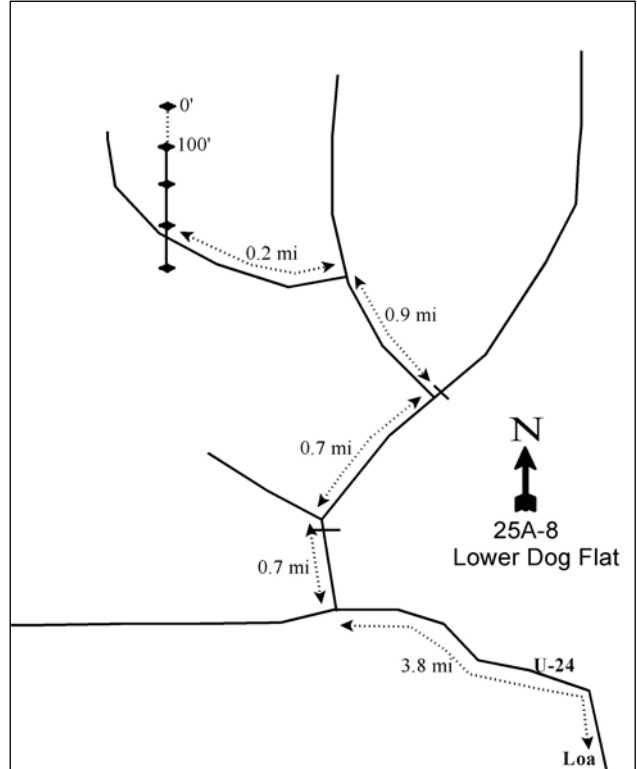 0'
100'
0.2 mi
0.9 mi
0.7 mi
N
25A-8
Lower Dog Flat
0.7 mi
3.8 mi
U-24
Loa